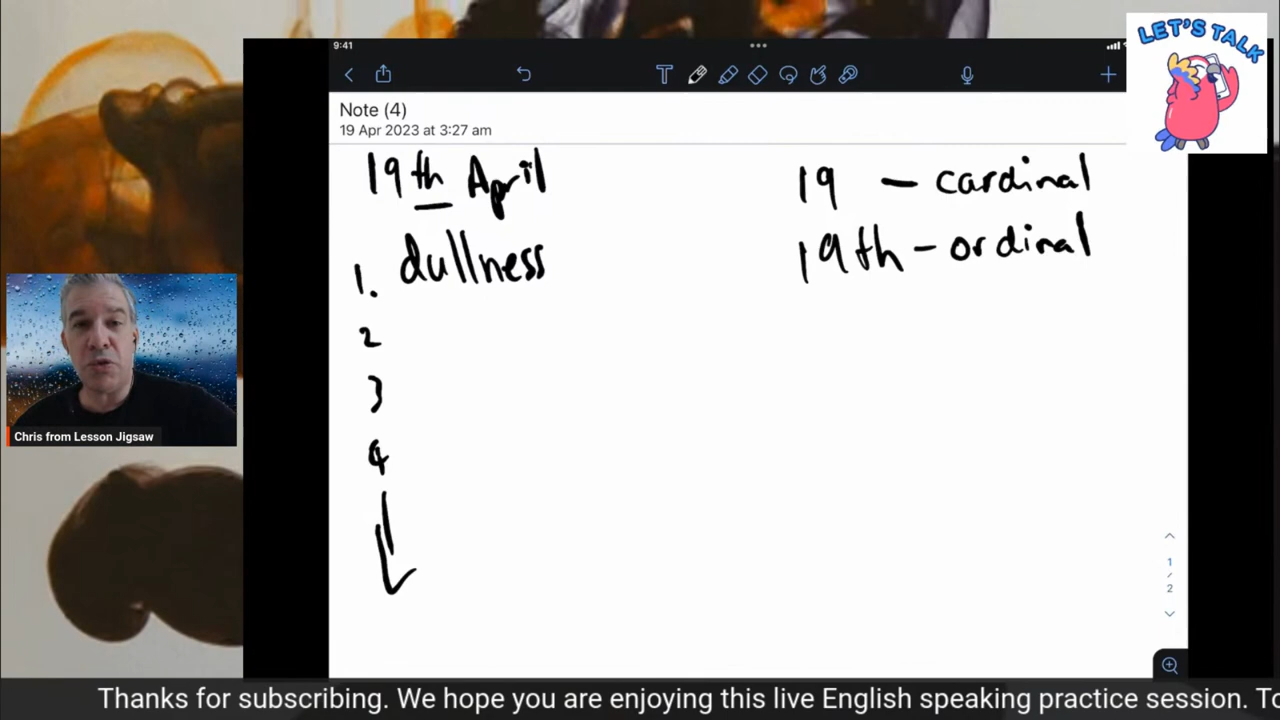 LET'S TALK
9:41
Note (4)
19 Apr 2023 at 3:27 am
19th April
19 – cardinal
19th – ordinal
1. dullness
2
3
4
Chris from Lesson Jigsaw
1
/
2
Thanks for subscribing. We hope you are enjoying this live English speaking practice session. To